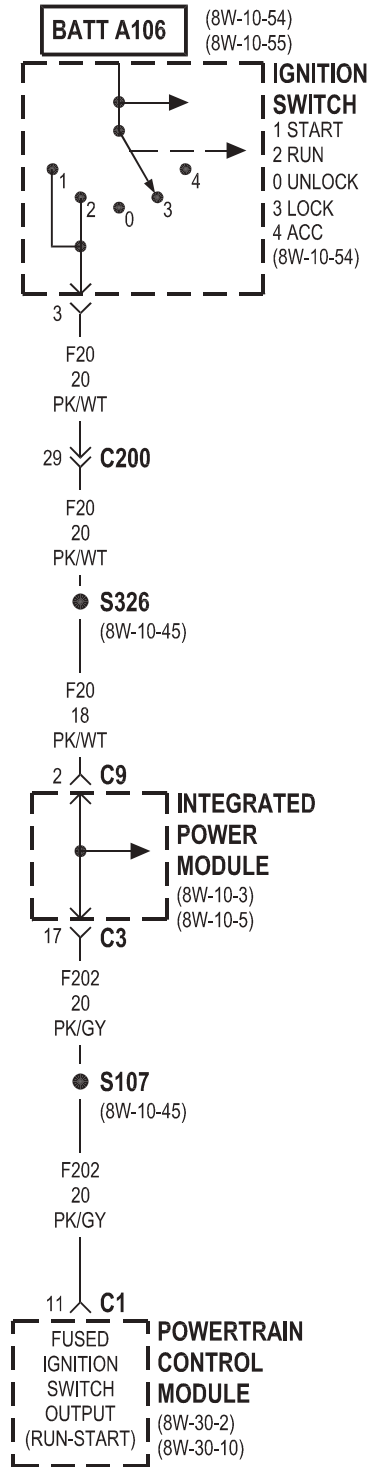 BATT A106
(8W-10-54)
(8W-10-55)
IGNITION
SWITCH
1 START
2 RUN
0 UNLOCK
3 LOCK
4 ACC
(8W-10-54)
1
2
0
3
4
3
F20
20
PK/WT
29 C200
F20
20
PK/WT
S326
(8W-10-45)
F20
18
PK/WT
2 C9
INTEGRATED
POWER
MODULE
(8W-10-3)
(8W-10-5)
17 C3
F202
20
PK/GY
S107
(8W-10-45)
F202
20
PK/GY
11 C1
FUSED
IGNITION
SWITCH
OUTPUT
(RUN-START)
POWERTRAIN
CONTROL
MODULE
(8W-30-2)
(8W-30-10)